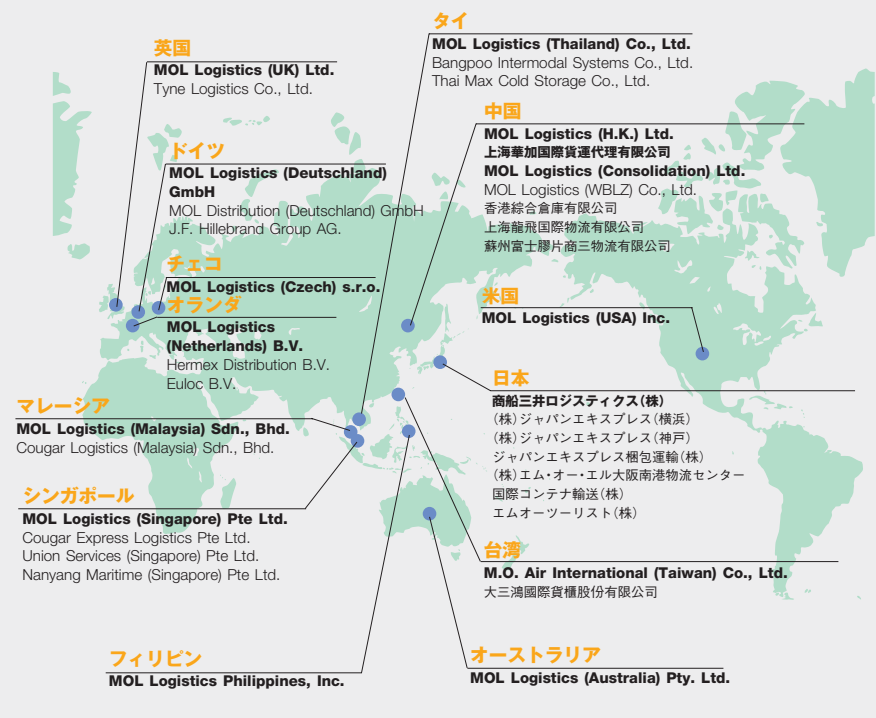 英国
MOL Logistics (UK) Ltd.
Tyne Logistics Co., Ltd.
ドイツ
MOL Logistics (Deutschland)
GmbH
MOL Distribution (Deutschland) GmbH
J.F. Hillebrand Group AG.
チェコ
MOL Logistics (Czech) s.r.o.
オランダ
MOL Logistics
(Netherlands) B.V.
Hermex Distribution B.V.
Euloc B.V.
マレーシア
MOL Logistics (Malaysia) Sdn., Bhd.
Cougar Logistics (Malaysia) Sdn., Bhd.
シンガポール
MOL Logistics (Singapore) Pte Ltd.
Cougar Express Logistics Pte Ltd.
Union Services (Singapore) Pte Ltd.
Nanyang Maritime (Singapore) Pte Ltd.
フィリピン
MOL Logistics Philippines, Inc.
タイ
MOL Logistics (Thailand) Co., Ltd.
Bangpoo Intermodal Systems Co., Ltd.
Thai Max Cold Storage Co., Ltd.
中国
MOL Logistics (H.K.) Ltd.
上海華加国際貨運代理有限公司
MOL Logistics (Consolidation) Ltd.
MOL Logistics (WBLZ) Co., Ltd.
香港綜合倉庫有限公司
上海龍飛国際物流有限公司
蘇州富士膠片商三物流有限公司
米国
MOL Logistics (USA) Inc.
日本
商船三井ロジスティクス(株)
(株)ジャパンエキスプレス(横浜)
(株)ジャパンエキスプレス(神戸)
ジャパンエキスプレス梱包運輸(株)
(株)エム・オー・エル大阪南港物流センター
国際コンテナ輸送(株)
エムオーツーリスト(株)
台湾
M.O. Air International (Taiwan) Co., Ltd.
大三鴻國際貨櫃股份有限公司
オーストラリア
MOL Logistics (Australia) Pty. Ltd.